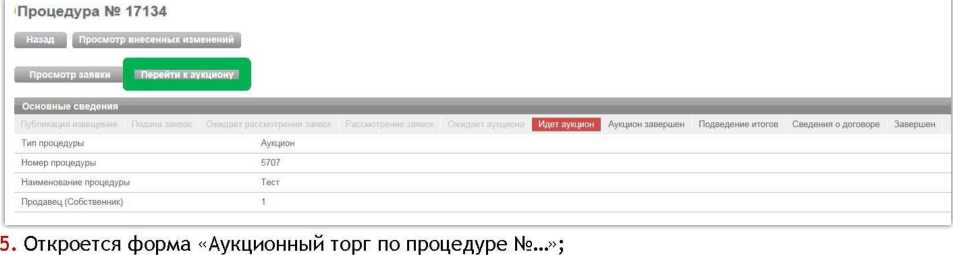 Процедура № 17134
Назад Просмотр внесенных изменений
Просмотр заявки Перейти к аукциону
Основные сведения
Публикация извещения Подача заявок Ожидает рассмотрения заявок Рассмотрение заявок Ожидает аукциона Идет аукцион Аукцион завершен Подведение итогов Сведения о договоре Завершен
Тип процедуры Аукцион
Номер процедуры 5707
Наименование процедуры Тест
Продавец (Собственник) 1
5. Откроется форма «Аукционный торг по процедуре №…»;